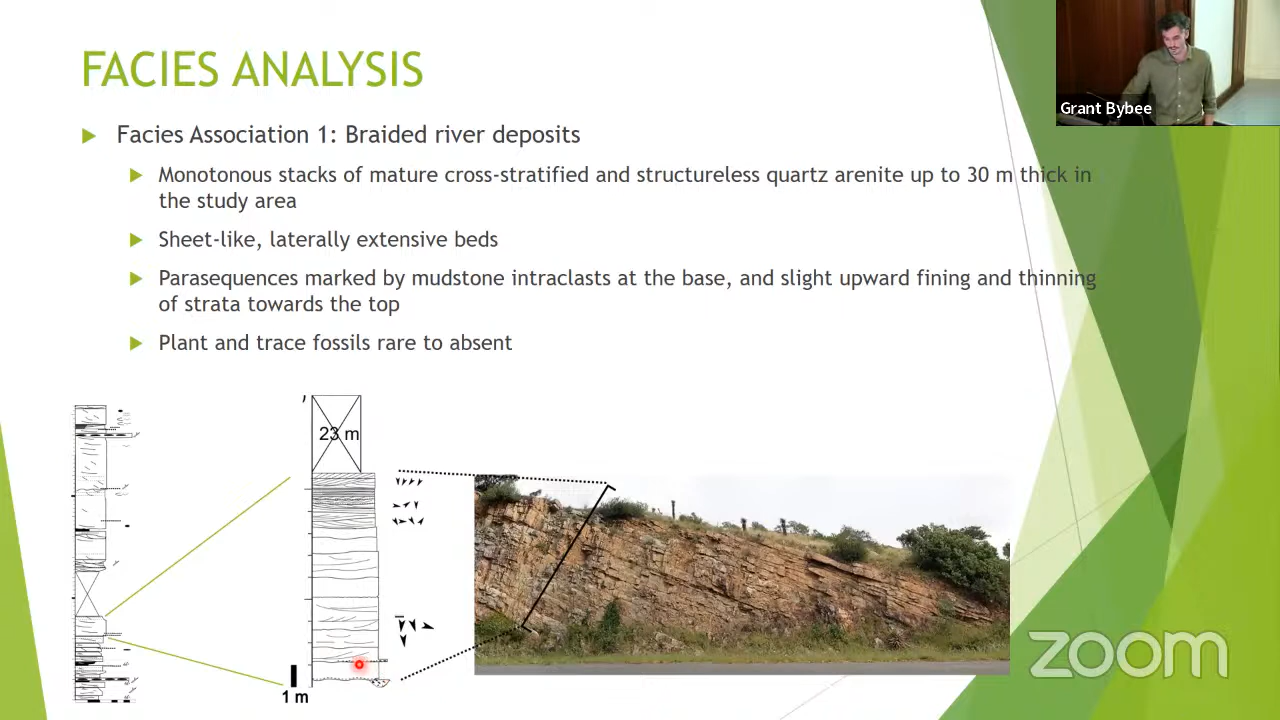 FACIES ANALYSIS
Grant Bybee
Facies Association 1: Braided river deposits
Monotonous stacks of mature cross-stratified and structureless quartz arenite up to 30 m thick in
the study area
Sheet-like, laterally extensive beds
Parasequences marked by mudstone intraclasts at the base, and slight upward fining and thinning
of strata towards the top
Plant and trace fossils rare to absent
23 m
1 m
zoom